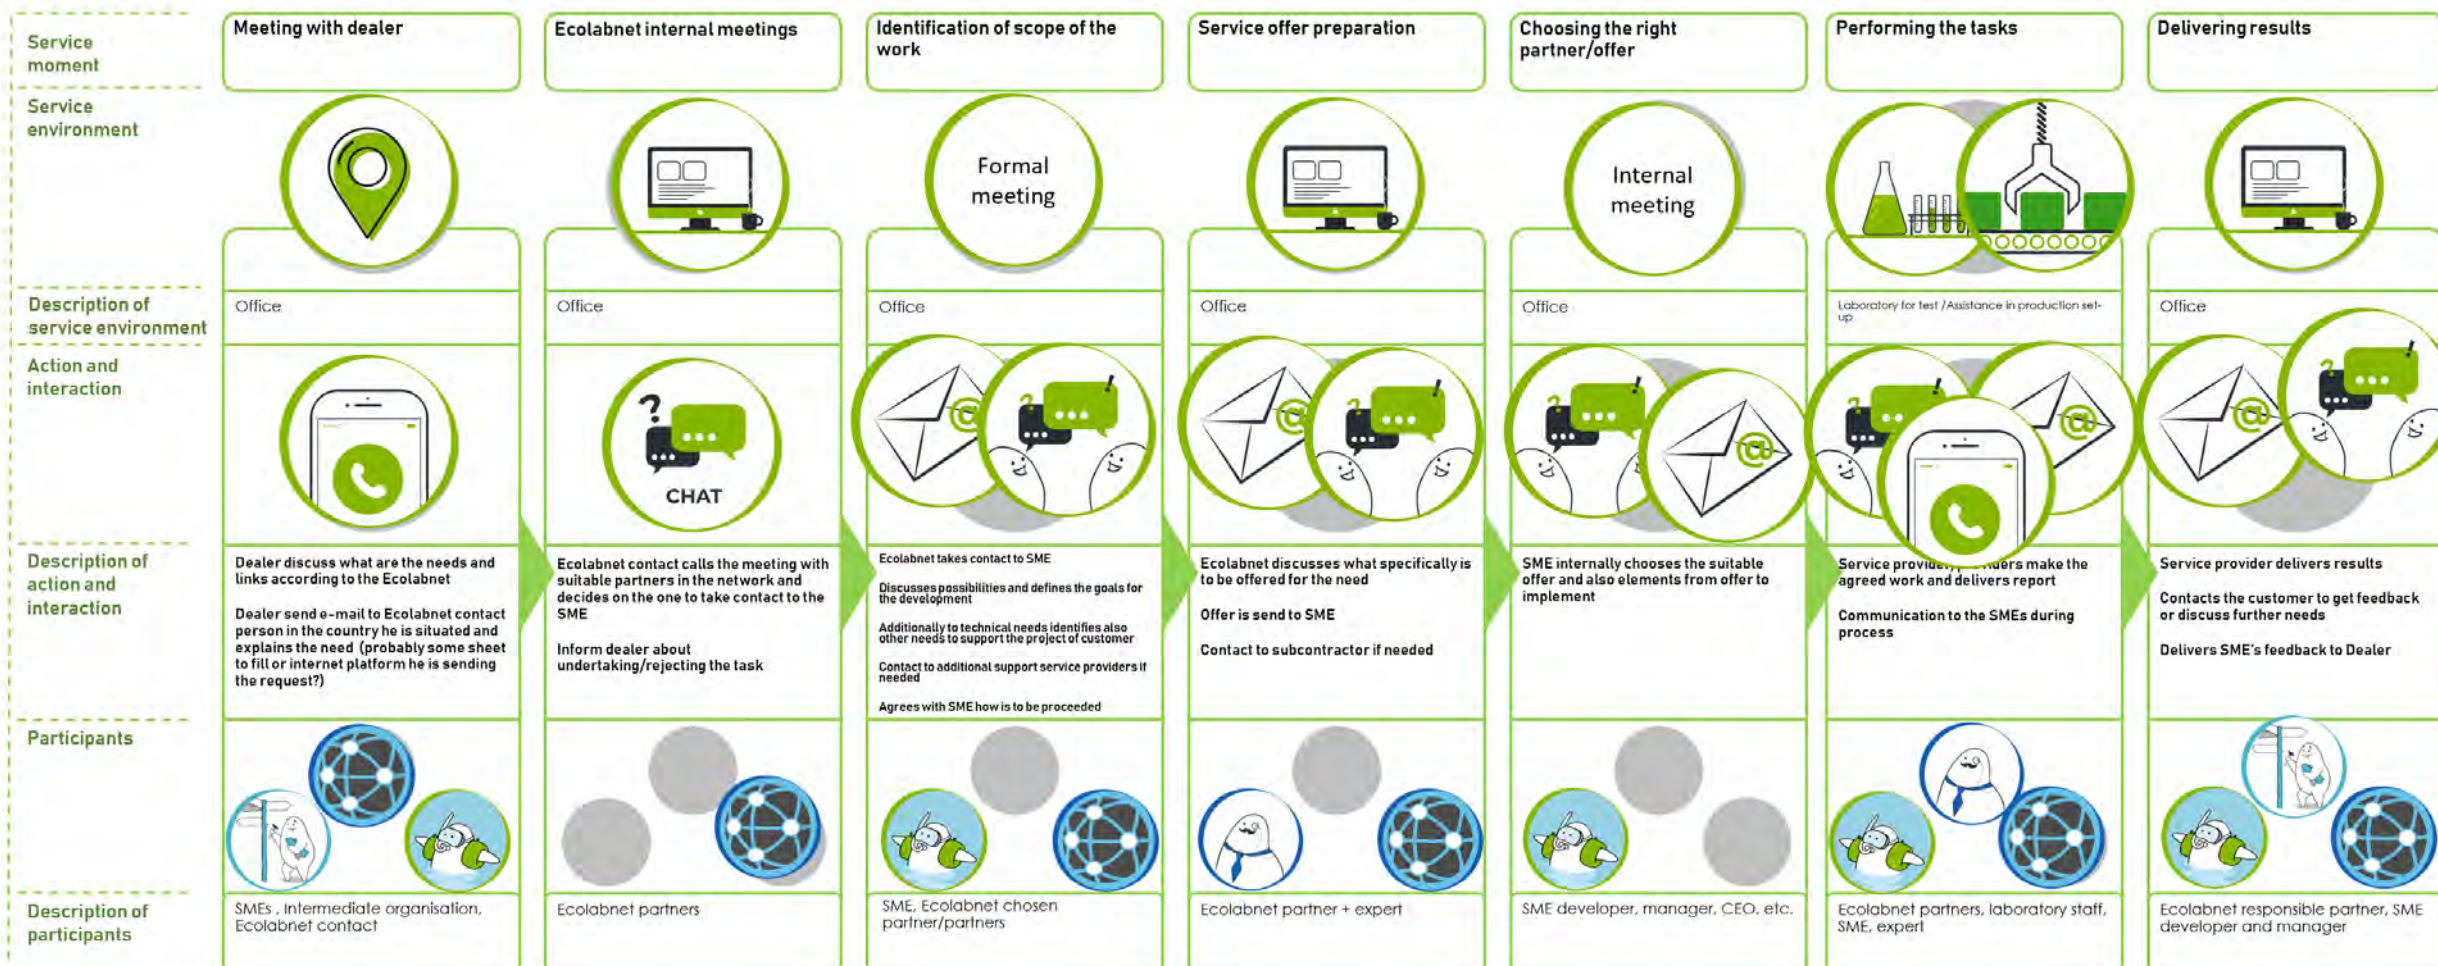 Service
moment
Meeting with dealer
Ecolabnet internal meetings
Identification of scope of the
work
Service offer preparation
Choosing the right
partner/offer
Performing the tasks
Delivering results
Service
environment
Formal
meeting
Internal
meeting
Description of
service environment
Office
Office
Office
Office
Office
Laboratory for test /Assistance in production set-
up
Office
Action and
interaction
?
CHAT
@
?
!
@
?
!
?
!
@
?
!
@
@
?
!
Description of
action and
interaction
Dealer discuss what are the needs and
links according to the Ecolabnet
Dealer send e-mail to Ecolabnet contact
person in the country he is situated and
explains the need (probably some sheet
to fill or internet platform he is sending
the request?)
Ecolabnet contact calls the meeting with
suitable partners in the network and
decides on the one to take contact to the
SME
Inform dealer about
undertaking/rejecting the task
Ecolabnet takes contact to SME
Discusses possibilities and defines the goals for
the development
Additionally to technical needs identifies also
other needs to support the project of customer
Contact to additional support service providers if
needed
Agrees with SME how is to be proceeded
Ecolabnet discusses what specifically is
to be offered for the need
Offer is send to SME
Contact to subcontractor if needed
SME internally chooses the suitable
offer and also elements from offer to
implement
Service make the
agreed work and delivers report
Communication to the SMEs during
process
Service provider delivers results
Contacts the customer to get feedback
or discuss further needs
Delivers SME's feedback to Dealer
Participants
Description of
participants
SMEs , Intermediate organisation,
Ecolabnet contact
Ecolabnet partners
SME, Ecolabnet chosen
partner/partners
Ecolabnet partner + expert
SME developer, manager, CEO, etc.
Ecolabnet partners, laboratory staff,
SME, expert
Ecolabnet responsible partner, SME
developer and manager